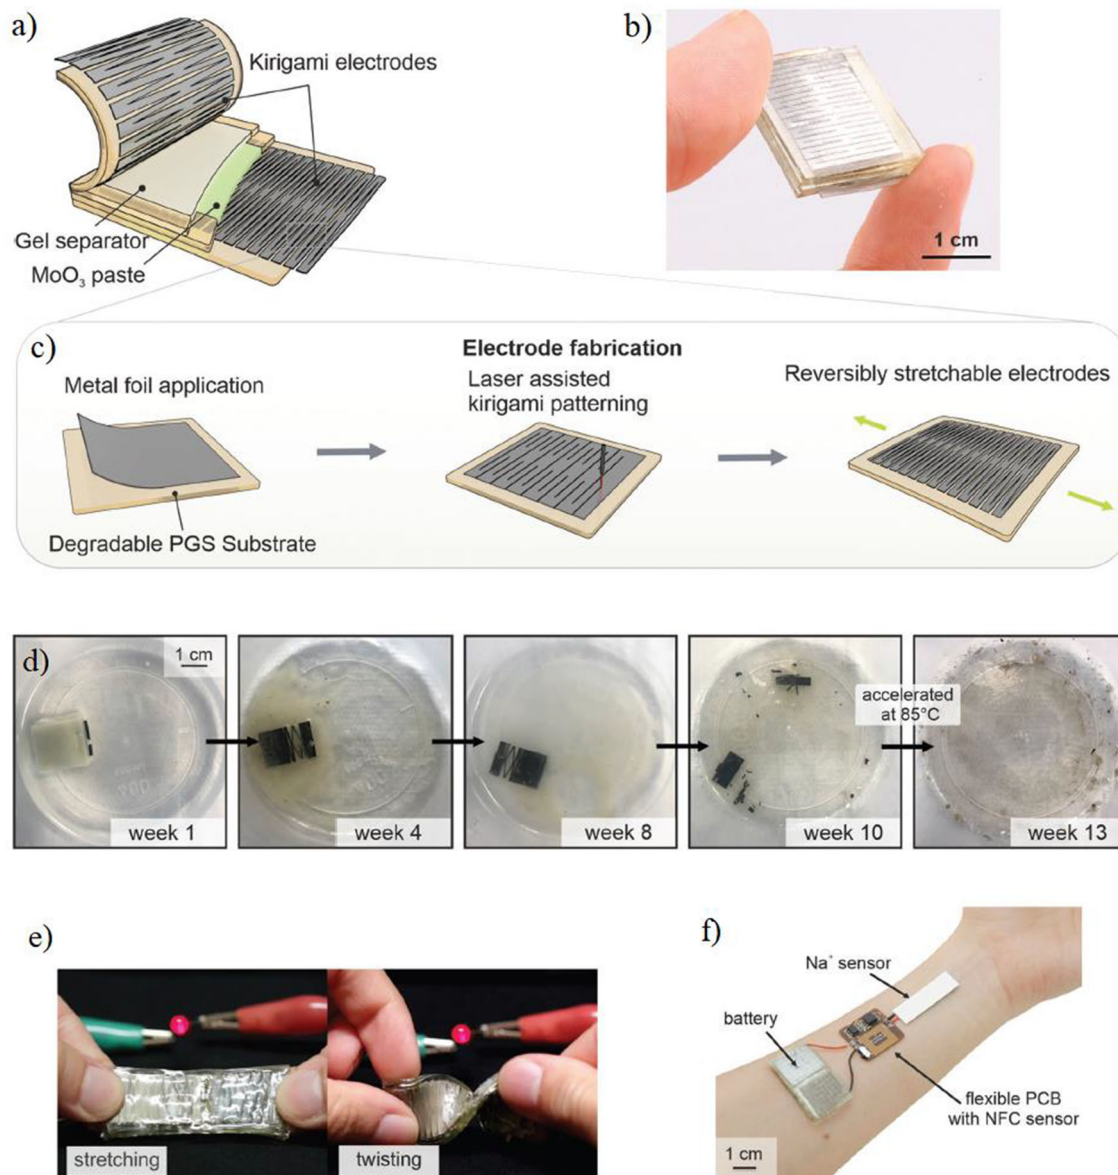 a)
Kirigami electrodes
Gel separator
MoO₃ paste
b)
1 cm
c)
Electrode fabrication
Metal foil application
Laser assisted
kirigami patterning
Reversibly stretchable electrodes
Degradable PGS Substrate
d)
1 cm
week 1
week 4
week 8
week 10
accelerated
at 85°C
week 13
e)
stretching
twisting
f)
Na⁺ sensor
battery
flexible PCB
with NFC sensor
1 cm